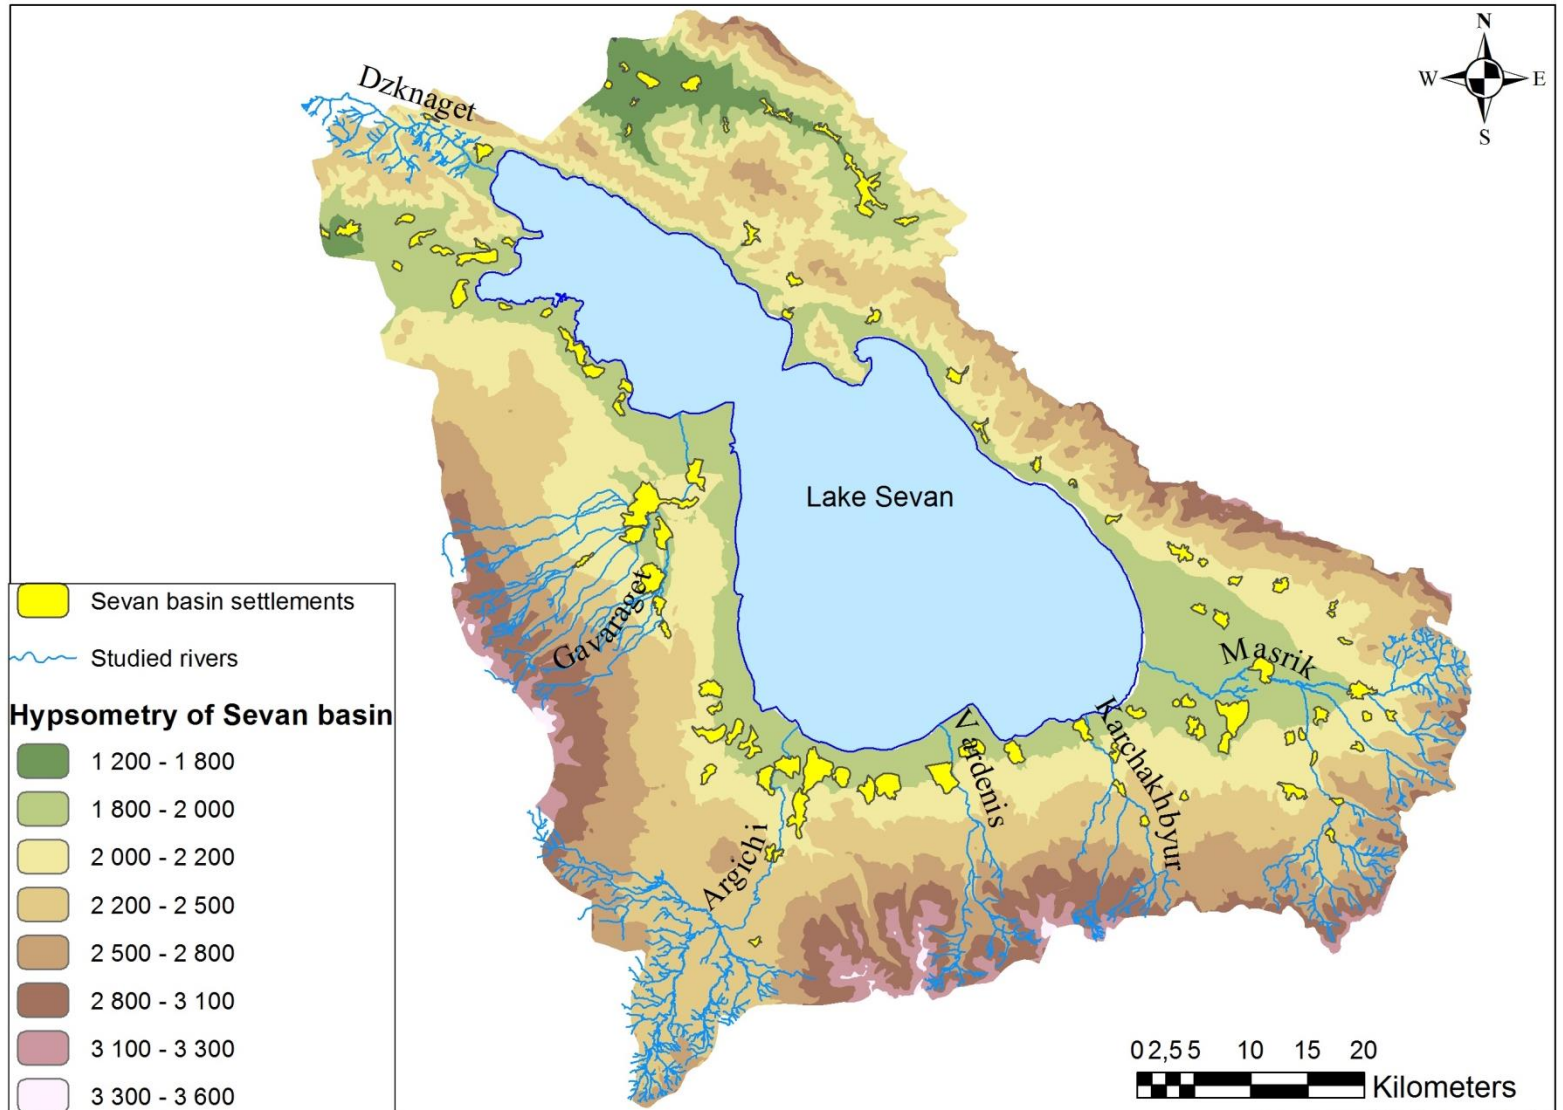 N
W E
S
Dzknaget
Lake Sevan
Gavaraget
Masrik
Karchakhbyur
Vardenis
Argichi
Sevan basin settlements
Studied rivers
Hypsometry of Sevan basin
1 200 - 1 800
1 800 - 2 000
2 000 - 2 200
2 200 - 2 500
2 500 - 2 800
2 800 - 3 100
3 100 - 3 300
3 300 - 3 600
0 2,5 5 10 15 20
Kilometers